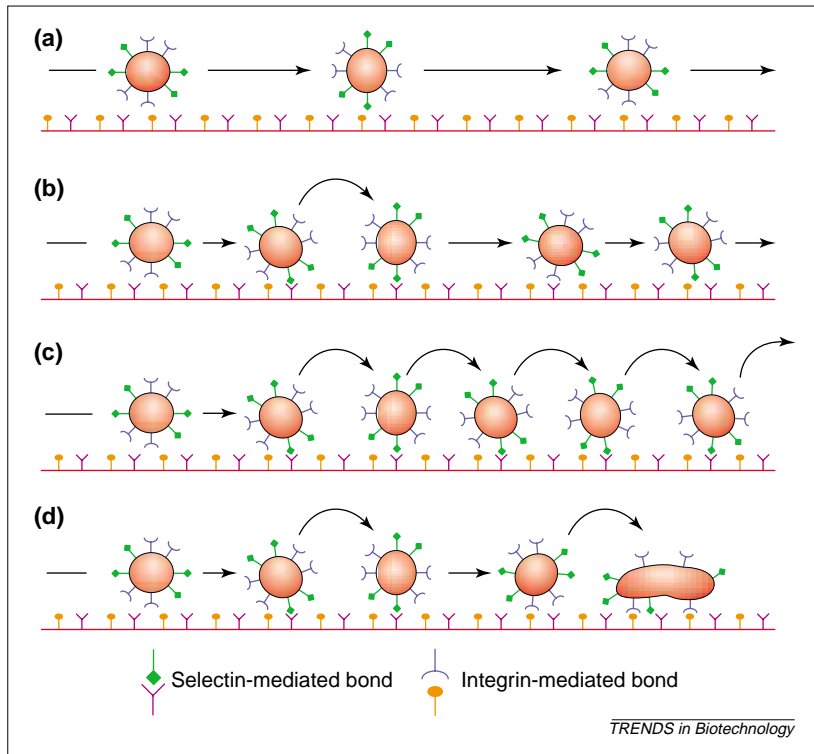 (a)
(b)
(c)
(d)
Selectin-mediated bond Integrin-mediated bond
TRENDS in Biotechnology